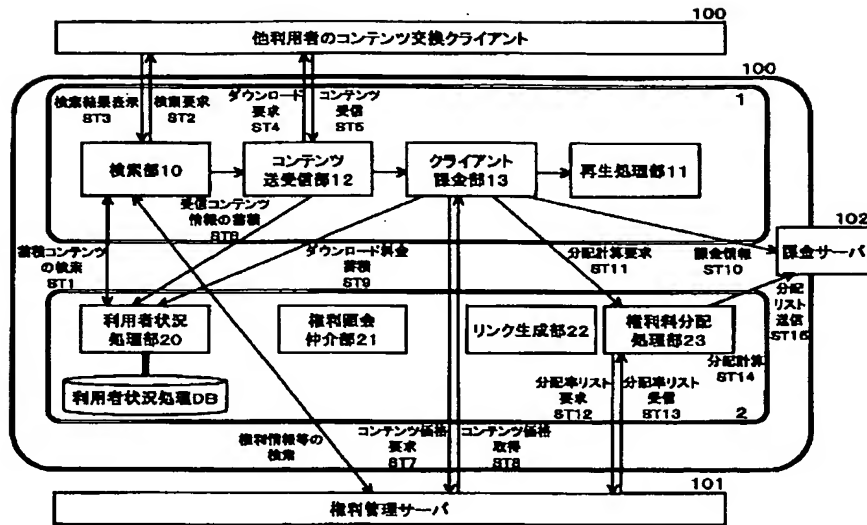 100
他利用者のコンテンツ交換クライアント
100
1
検索結果表示
ST3
検索要求
ST2
ダウンロード
要求
ST4
コンテンツ
受信
ST5
検索部10
コンテンツ
送受信部12
クライアント
課金部13
再生処理部11
受信コンテンツ
情報の蓄積
ST6
102
課金サーバ
蓄積コンテンツ
の検索
ST1
ダウンロード料金
蓄積
ST9
分配計算要求
ST11
課金情報
ST10
分配
リスト
送信
ST15
利用者状況
処理部20
権利照会
仲介部21
リンク生成部22
権利料分配
処理部23
分配計算
ST14
利用者状況処理DB
分配率リスト
要求
ST12
分配率リスト
受信
ST13
2
権利情報等の
検索
コンテンツ価格
要求
ST7
コンテンツ価格
取得
ST8
101
権利管理サーバ